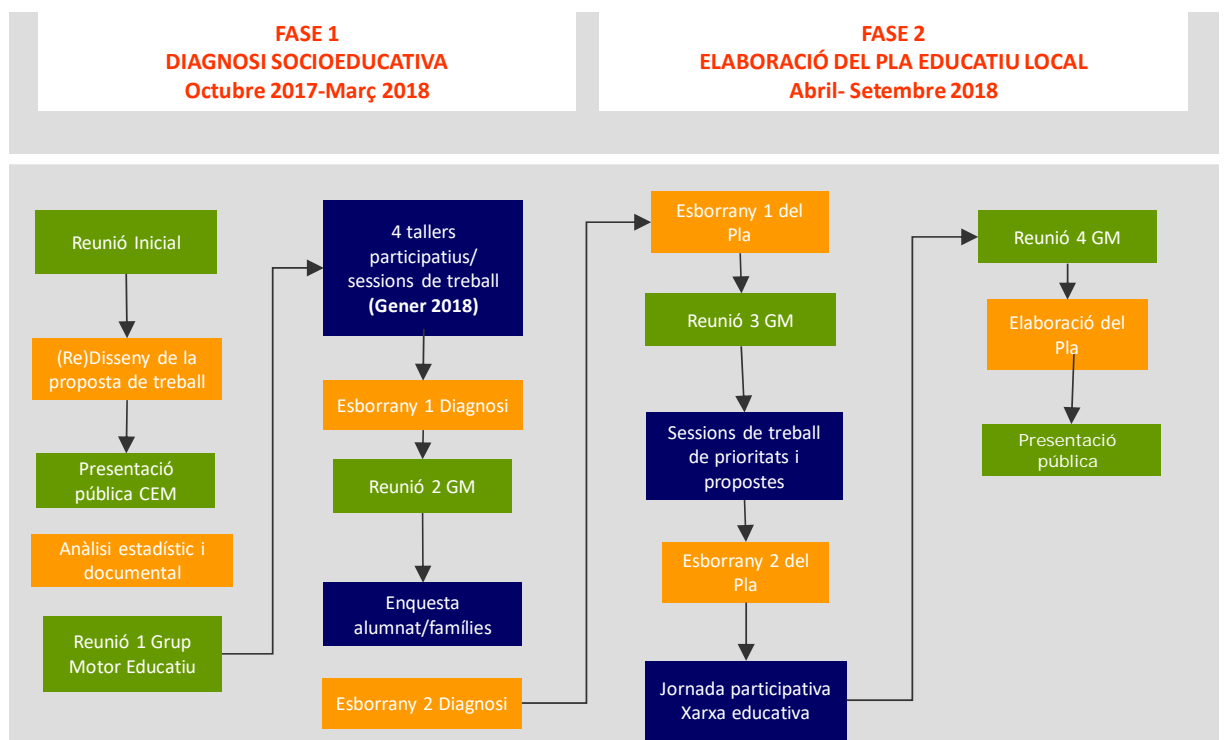 FASE 1
DIAGNOSI SOCIOEDUCATIVA
Octubre 2017-Març 2018
FASE 2
ELABORACIÓ DEL PLA EDUCATIU LOCAL
Abril- Setembre 2018
Reunió Inicial
(Re)Disseny de la
proposta de treball
Presentació
pública CEM
Anàlisi estadístic i
documental
Reunió 1 Grup
Motor Educatiu
4 tallers
participatius/
sessions de treball
(Gener 2018)
Esborrany 1 Diagnosi
Reunió 2 GM
Enquesta
alumnat/famílies
Esborrany 2 Diagnosi
Esborrany 1 del
Pla
Reunió 3 GM
Sessions de treball
de prioritats i
propostes
Esborrany 2 del
Pla
Jornada participativa
Xarxa educativa
Reunió 4 GM
Elaboració del
Pla
Presentació
pública